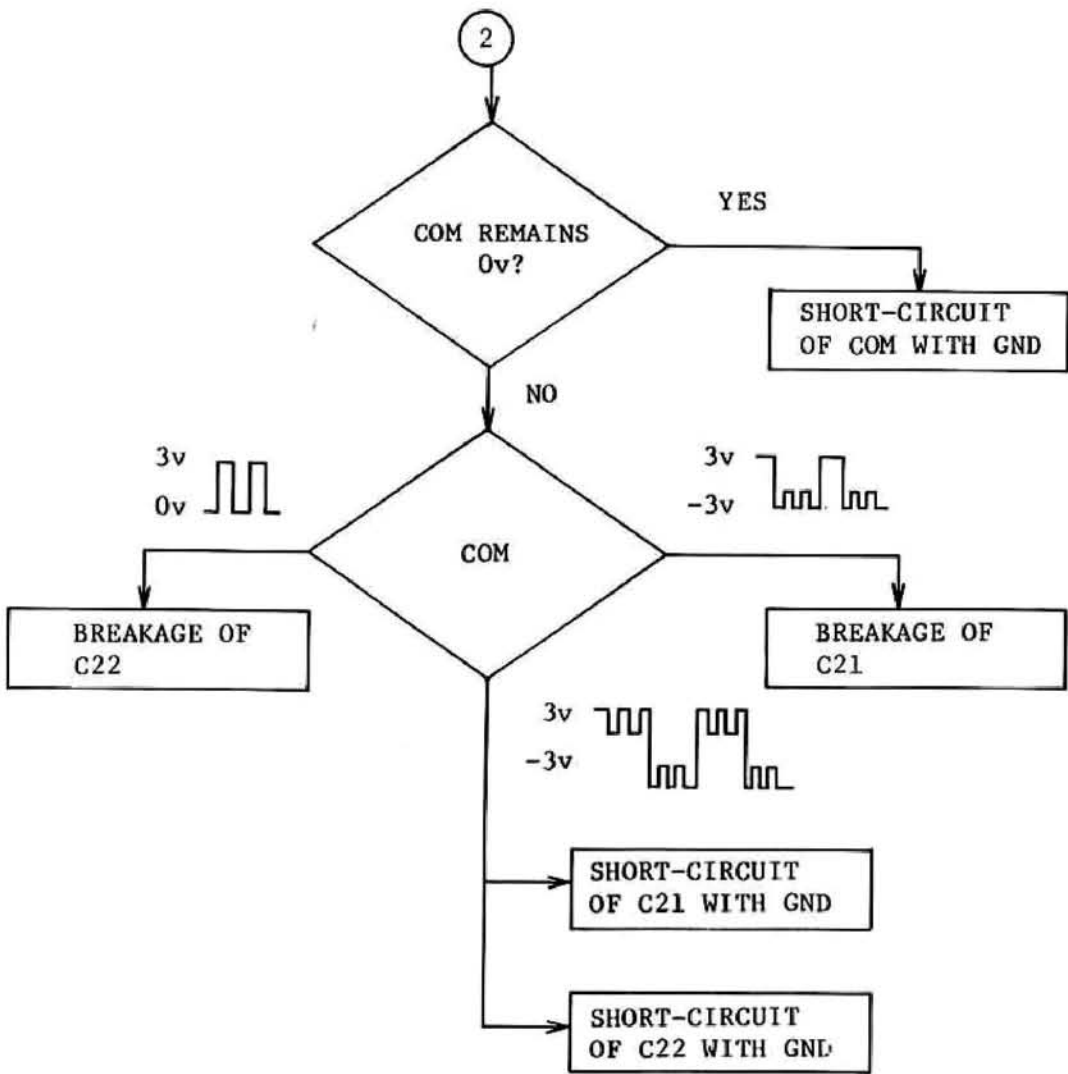 2
COM REMAINS
0v?
YES
SHORT-CIRCUIT
OF COM WITH GND
NO
3v
0v
COM
3v
-3v
BREAKAGE OF
C22
BREAKAGE OF
C21
3v
-3v
SHORT-CIRCUIT
OF C21 WITH GND
SHORT-CIRCUIT
OF C22 WITH GND